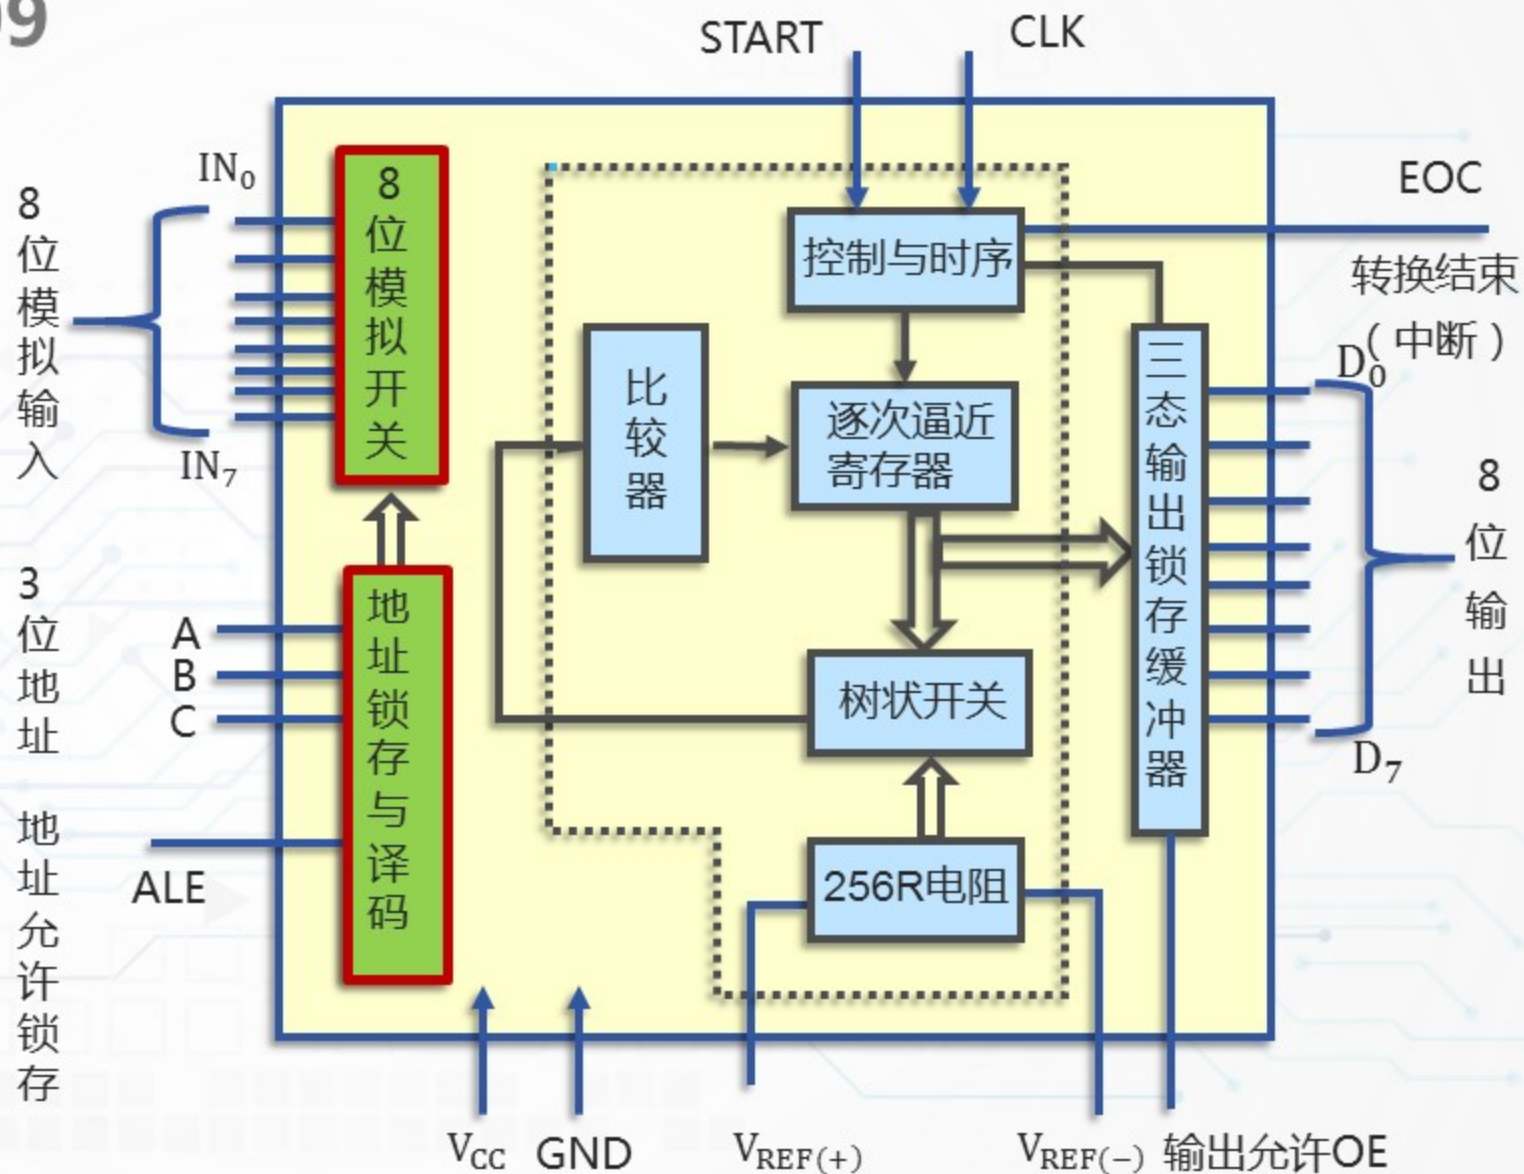 09
START
CLK
IN0
8位模拟输入
IN7
8位模拟开关
控制与时序
EOC
转换结束
（中断）
比较器
逐次逼近
寄存器
三态输出锁存缓冲器
D0
8位输出
D7
3位地址
A
B
C
地址锁存与译码
树状开关
地址允许锁存
ALE
256R电阻
VCC
GND
VREF(+)
VREF(−)
输出允许OE